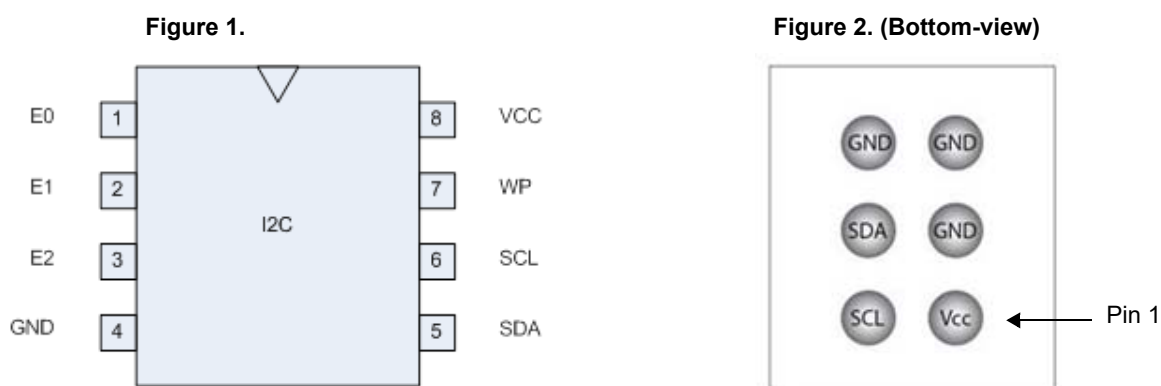 Figure 1.
E0 1 8 VCC
E1 2 7 WP
I2C
E2 3 6 SCL
GND 4 5 SDA
Figure 2. (Bottom-view)
GND GND
SDA GND
SCL Vcc Pin 1